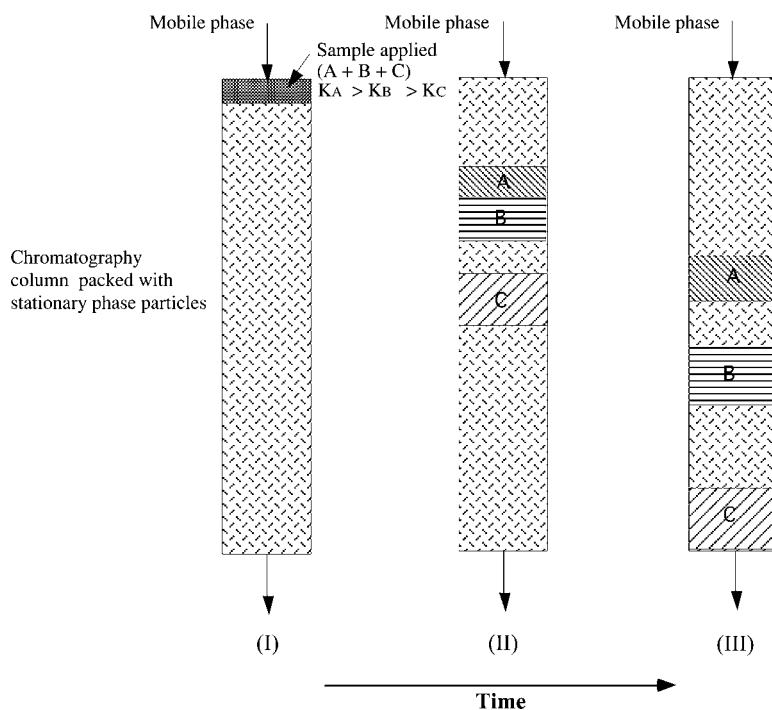 Mobile phase
Sample applied
(A + B + C)
KA > KB > KC
Mobile phase
Mobile phase
A
B
C
A
B
C
Chromatography
column packed with
stationary phase particles
(I)
(II)
(III)
Time